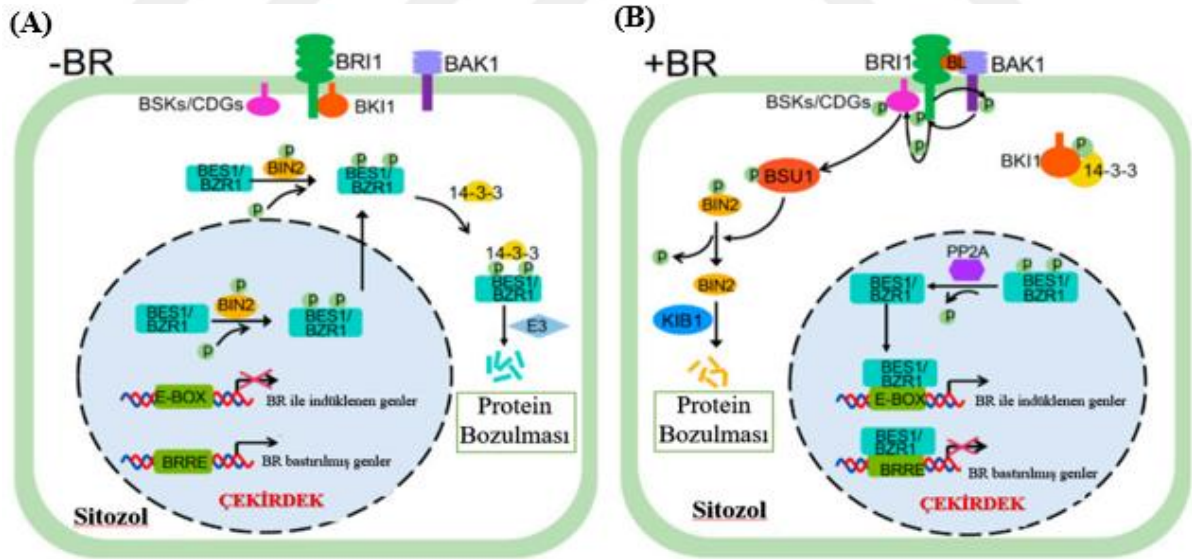 (A)
-BR
BRI1
BAK1
BSKs/CDGs
BKI1
P
BES1/
BZR1
BIN2
P
P P
BES1/
BZR1
14-3-3
14-3-3
P P
BES1/
BZR1
E3
Protein
Bozulması
BES1/
BZR1
P
BIN2
P
P P
BES1/
BZR1
E-BOX
BR ile indüklenen genler
BRRE
BR bastırılmış genler
ÇEKİRDEK
Sitozol
(B)
+BR
BRI1
BL
BAK1
BSKs/CDGs
P
P
P
P
BKI1
P
14-3-3
P
BSU1
P
BIN2
P
BIN2
KIB1
Protein
Bozulması
PP2A
BES1/
BZR1
P P
BES1/
BZR1
P
BES1/
BZR1
E-BOX
BR ile indüklenen genler
BES1/
BZR1
BRRE
BR bastırılmış genler
ÇEKİRDEK
Sitozol